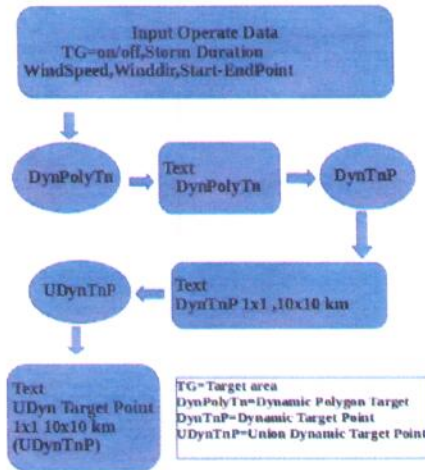 Input Operate Data
TG=on/off,Storm Duration
WindSpeed,Winddir,Start-EndPoint
DynPolyTn
Text
DynPolyTn
DynTnP
UDynTnP
Text
DynTnP 1x1 ,10x10 km
Text
UDyn Target Point
1x1 10x10 km
(UDynTnP)
TG=Target area
DynPolyTn=Dynamic Polygon Target
DynTnP=Dynamic Target Point
UDynTnP=Union Dynamic Target Point